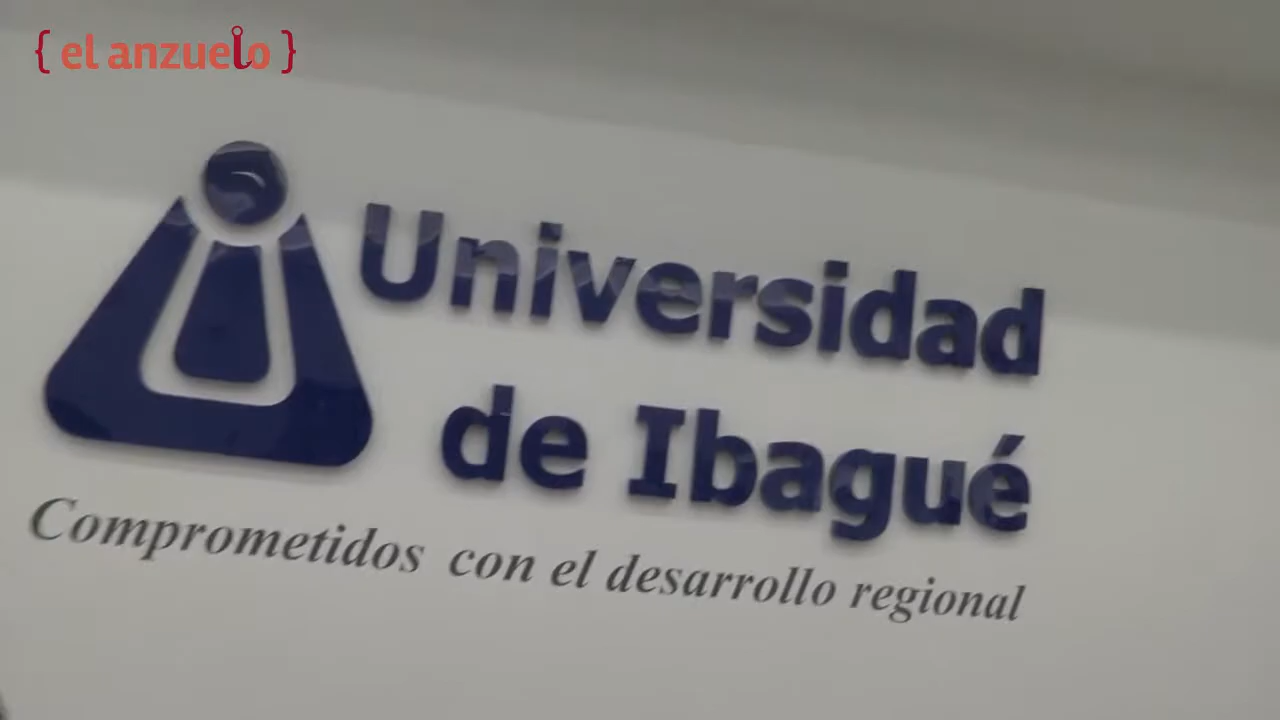 { el anzuelo }
Universidad
de Ibagué
Comprometidos con el desarrollo regional